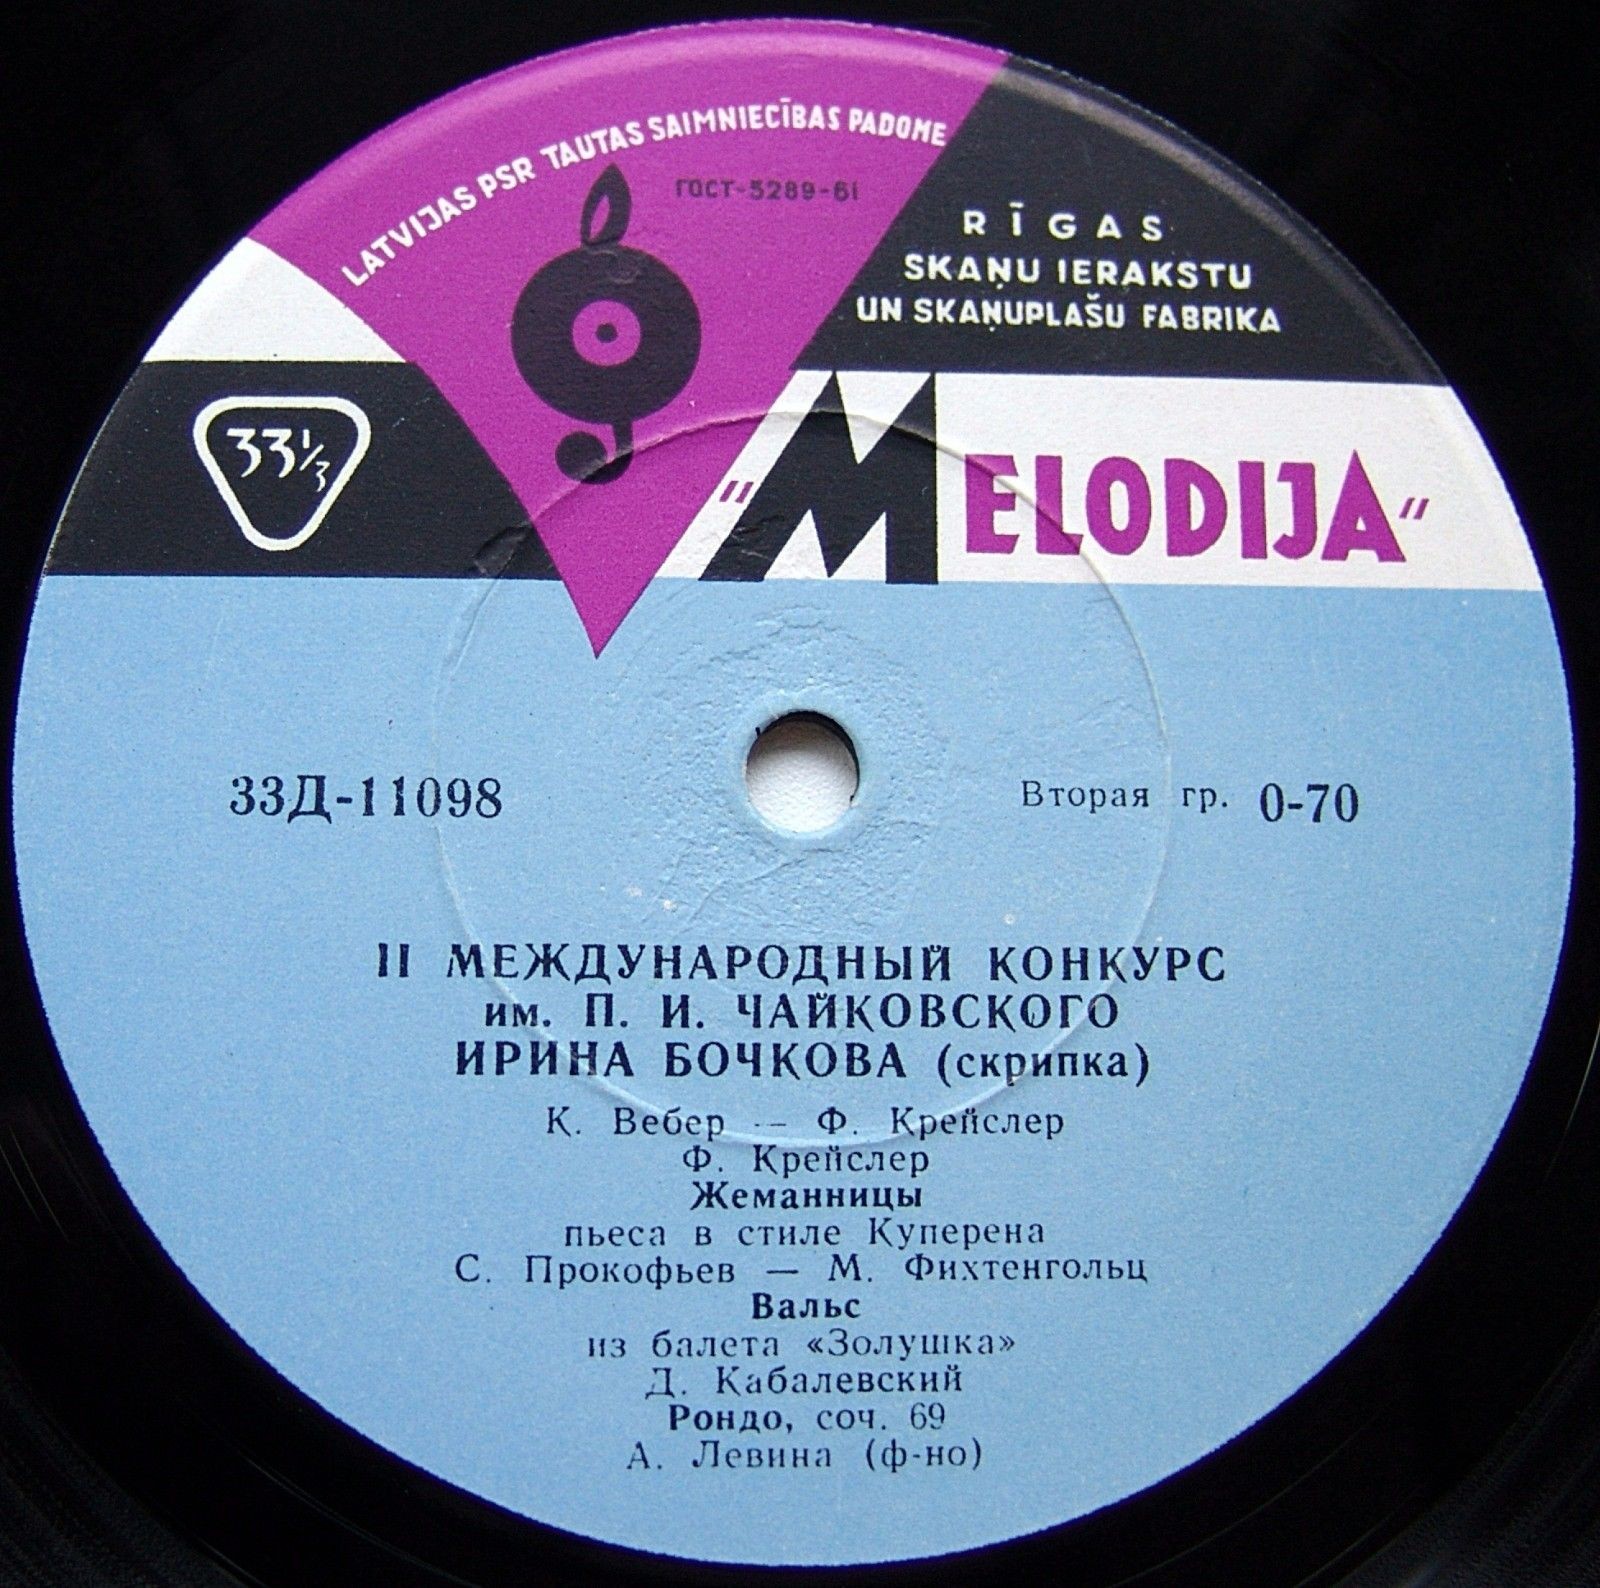 LATVIJAS PSR TAUTAS SAIMNIECĪBAS PADOME
ГОСТ-5289-61
RĪGAS
SKAŅU IERAKSTU
UN SKAŅUPLAŠU FABRIKA
33⅓
"MELODIJA"
33Д-11098
Вторая гр. 0-70
II МЕЖДУНАРОДНЫЙ КОНКУРС
им. П. И. ЧАЙКОВСКОГО
ИРИНА БОЧКОВА (скрипка)
К. Вебер — Ф. Крейслер
Ф. Крейслер
Жеманницы
пьеса в стиле Куперена
С. Прокофьев — М. Фихтенгольц
Вальс
из балета «Золушка»
Д. Кабалевский
Рондо, соч. 69
А. Левина (ф-но)